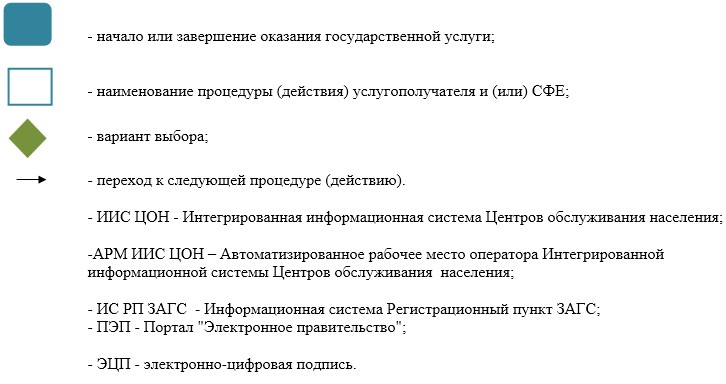 - начало или завершение оказания государственной услуги;
- наименование процедуры (действия) услугополучателя и (или) СФЕ;
- вариант выбора;
- переход к следующей процедуре (действию).
- ИИС ЦОН - Интегрированная информационная система Центров обслуживания населения;
-АРМ ИИС ЦОН – Автоматизированное рабочее место оператора Интегрированной
информационной системы Центров обслуживания населения;
- ИС РП ЗАГС - Информационная система Регистрационный пункт ЗАГС;
- ПЭП - Портал "Электронное правительство";
- ЭЦП - электронно-цифровая подпись.